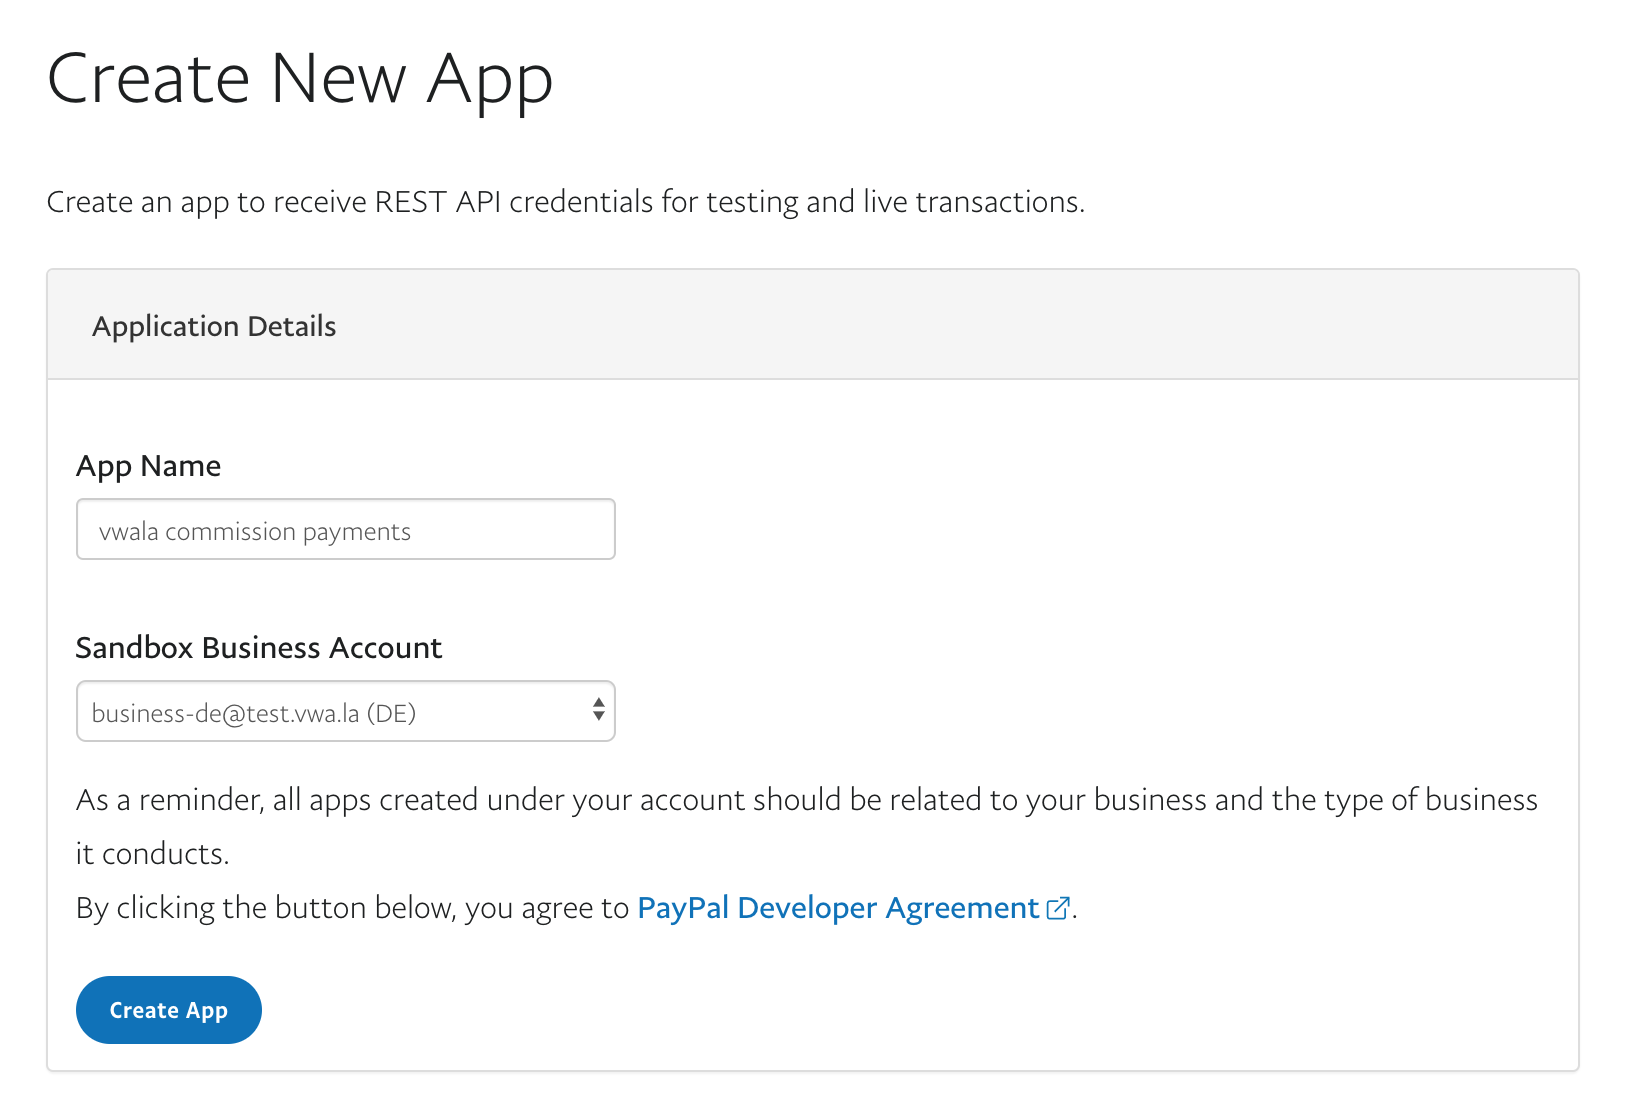 Create New App
Create an app to receive REST API credentials for testing and live transactions.
Application Details
App Name
vwala commission payments
Sandbox Business Account
business-de@test.vwa.la (DE)
As a reminder, all apps created under your account should be related to your business and the type of business
it conducts.
By clicking the button below, you agree to PayPal Developer Agreement.
Create App